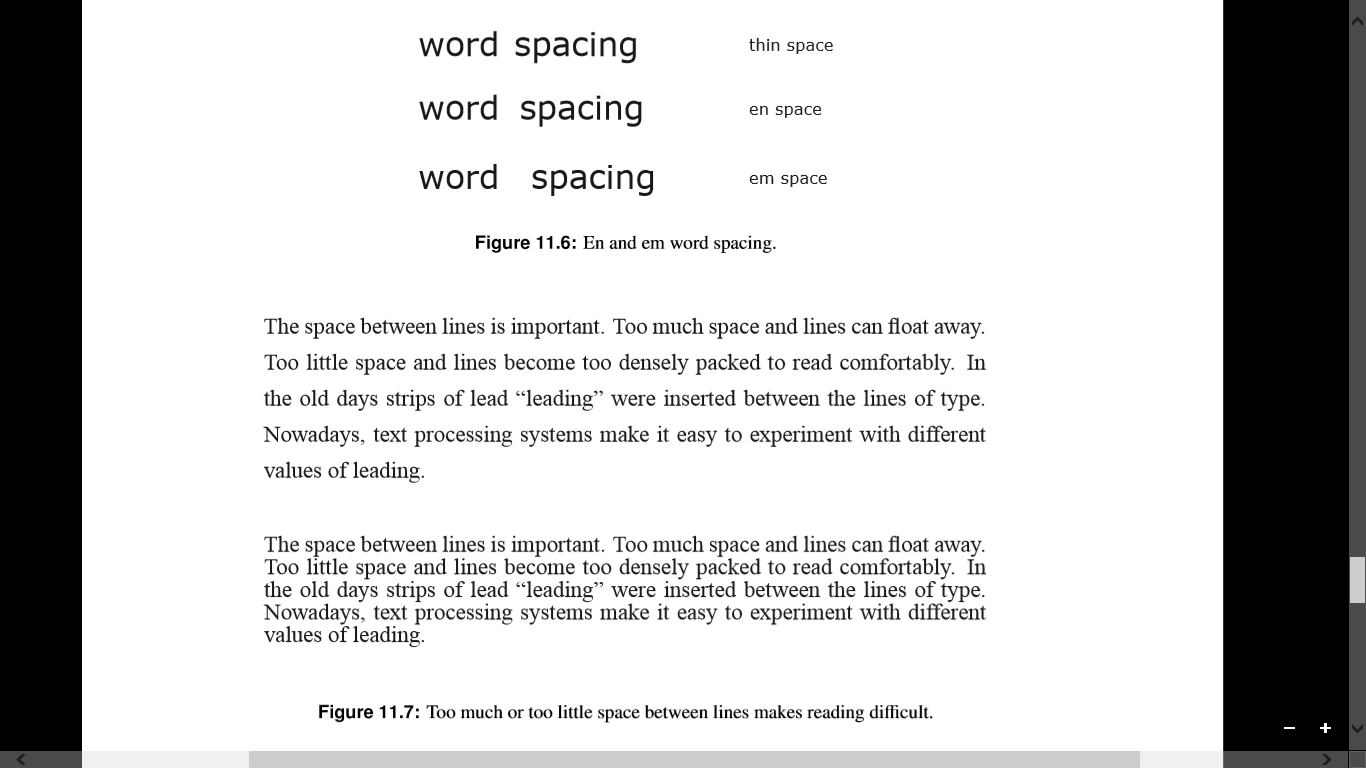 word spacing thin space
word spacing en space
word spacing em space
Figure 11.6: En and em word spacing.
The space between lines is important. Too much space and lines can float away.
Too little space and lines become too densely packed to read comfortably. In
the old days strips of lead “leading” were inserted between the lines of type.
Nowadays, text processing systems make it easy to experiment with different
values of leading.
The space between lines is important. Too much space and lines can float away.
Too little space and lines become too densely packed to read comfortably. In
the old days strips of lead “leading” were inserted between the lines of type.
Nowadays, text processing systems make it easy to experiment with different
values of leading.
Figure 11.7: Too much or too little space between lines makes reading difficult.